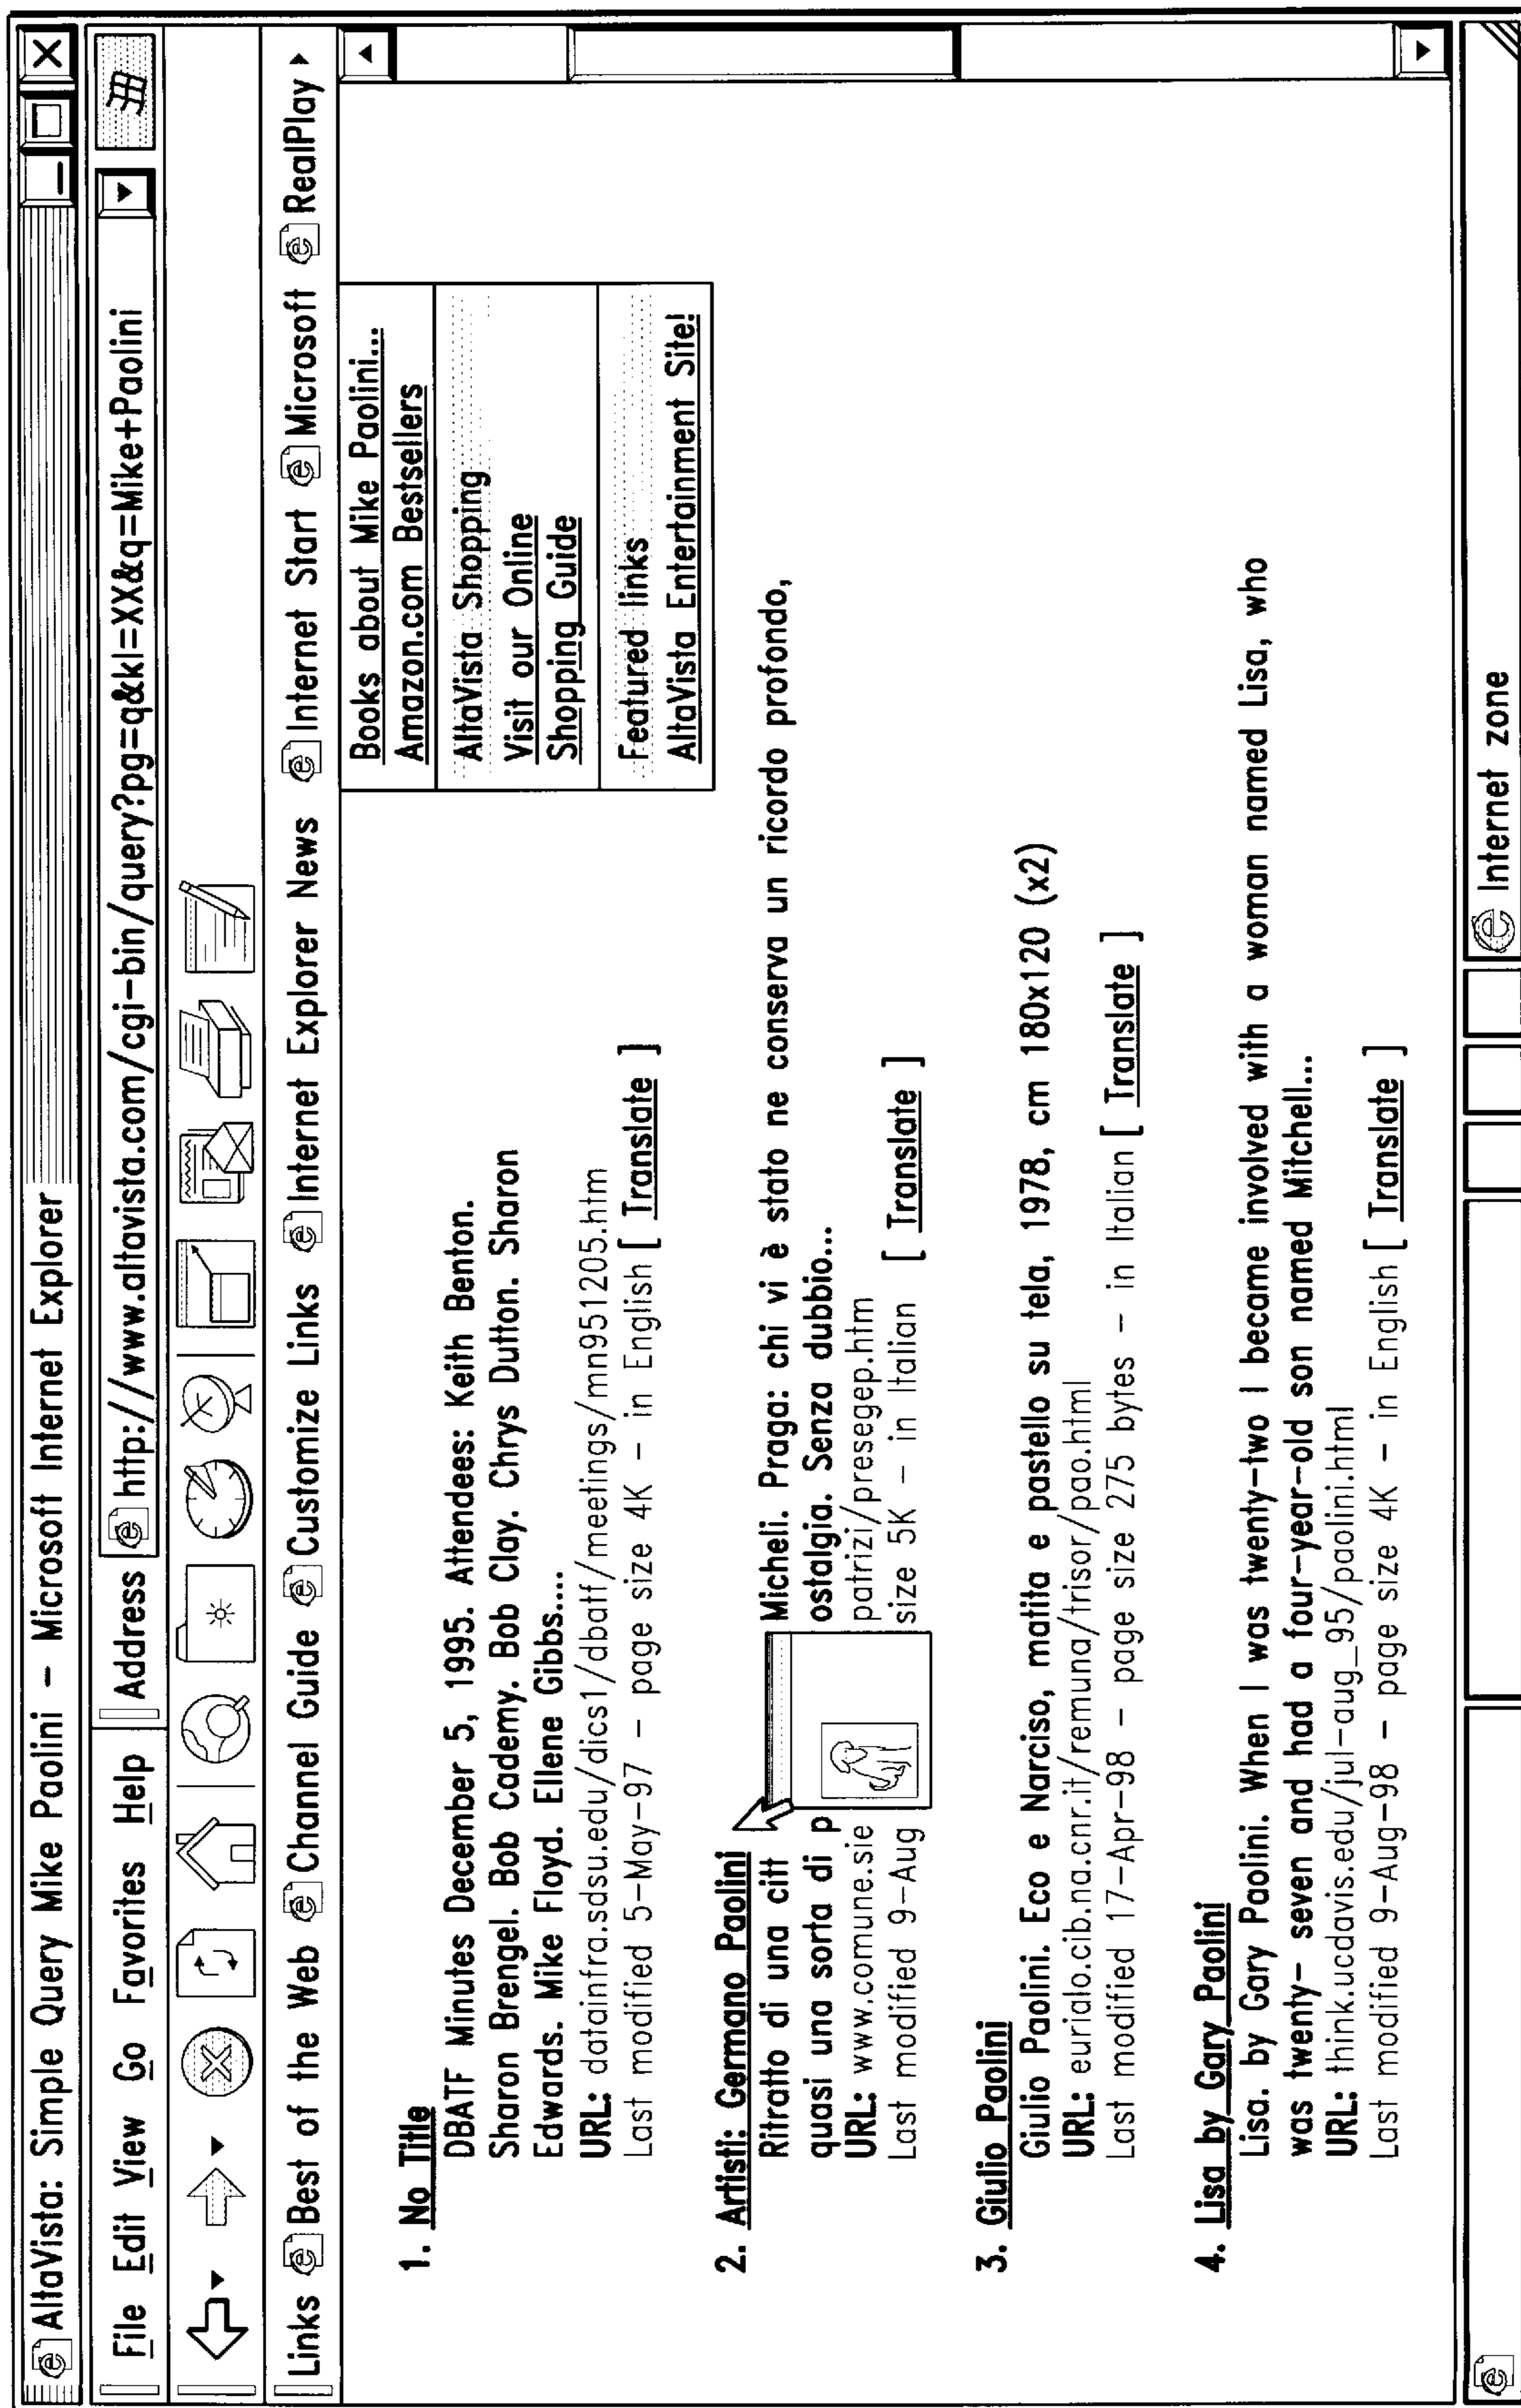 AltaVista: Simple Query Mike Paolini – Microsoft Internet Explorer
File Edit View Go Favorites Help Address http://www.altavista.com/cgi-bin/query?pg=q&kl=XX&q=Mike+Paolini
Links Best of the Web Channel Guide Customize Links Internet Explorer News Internet Start Microsoft RealPlay
Books about Mike Paolini...
Amazon.com Bestsellers
AltaVista Shopping
Visit our Online
Shopping Guide
Featured links
AltaVista Entertainment Site!
1. No Title
DBATF Minutes December 5, 1995. Attendees: Keith Benton.
Sharon Brengel. Bob Cademy. Bob Clay. Chrys Dutton. Sharon
Edwards. Mike Floyd. Ellene Gibbs....
URL: datainfra.sdsu.edu/dics1/dbatf/meetings/mn951205.htm
Last modified 5-May-97 – page size 4K – in English [ Translate ]
2. Artisti: Germano Paolini
Ritratto di una citt Micheli. Praga: chi vi è stato ne conserva un ricordo profondo,
quasi una sorta di p ostalgia. Senza dubbio...
URL: www.comune.sie patrizi/presegep.htm
Last modified 9-Aug size 5K – in Italian [ Translate ]
3. Giulio Paolini
Giulio Paolini. Eco e Narciso, matita e pastello su tela, 1978, cm 180x120 (x2)
URL: eurialo.cib.na.cnr.it/remuna/trisor/pao.html
Last modified 17-Apr-98 – page size 275 bytes – in Italian [ Translate ]
4. Lisa by Gary Paolini
Lisa. by Gary Paolini. When I was twenty-two I became involved with a woman named Lisa, who
was twenty- seven and had a four-year-old son named Mitchell...
URL: think.ucdavis.edu/jul-aug_95/paolini.html
Last modified 9-Aug-98 – page size 4K – in English [ Translate ]
Internet zone